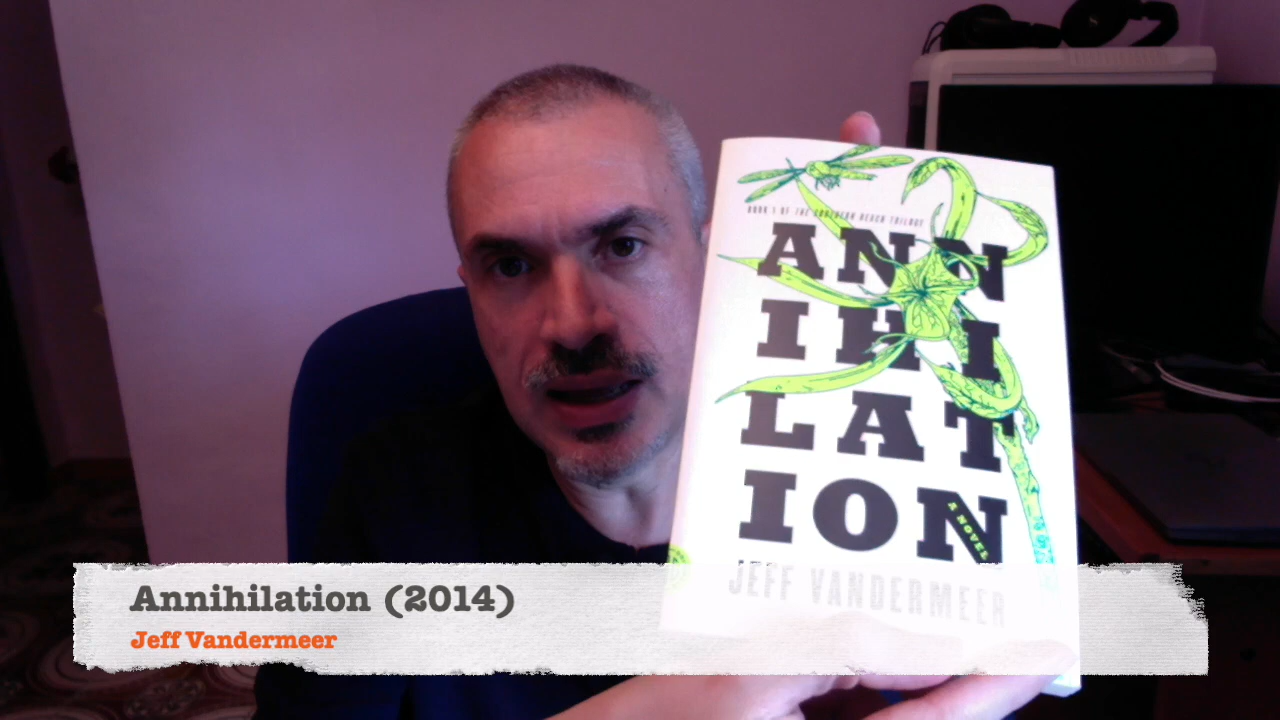 BOOK 1 OF THE SOUTHERN REACH TRILOGY
ANN
IHI
LAT
ION
A NOVEL
JEFF VANDERMEER
Annihilation (2014)
Jeff Vandermeer